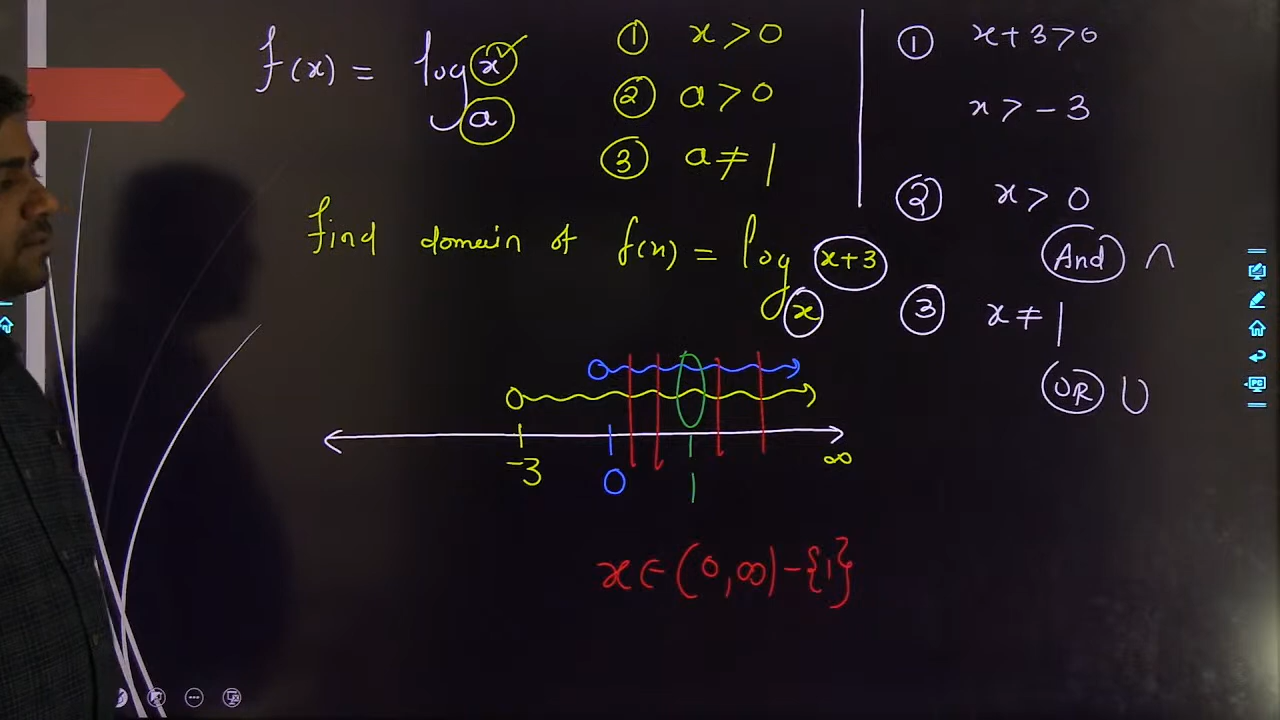 f(x) = log_a x
① x > 0
② a > 0
③ a ≠ 1
① x+3>0
x > -3
② x > 0
And ∩
③ x ≠ 1
OR ∪
find domain of f(x) = log_x x+3
-3 0 1 ∞
x ∈ (0,∞) - {1}
PC